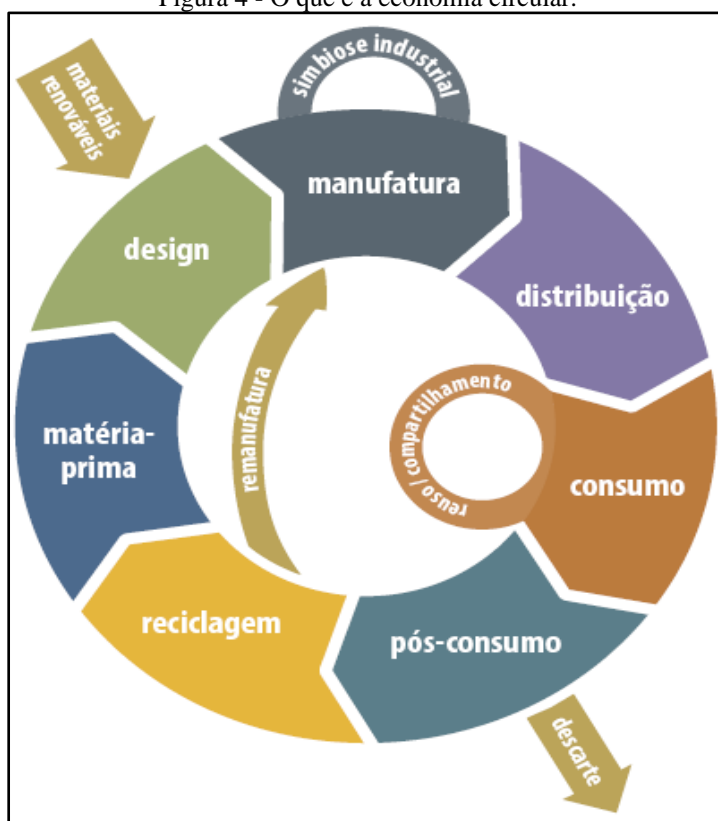 Figura 4 - O que é a economia circular.
materiais
renováveis
simbiose industrial
manufatura
design
distribuição
matéria-
prima
remanufatura
reuso / compartilhamento
consumo
reciclagem
pós-consumo
descarte